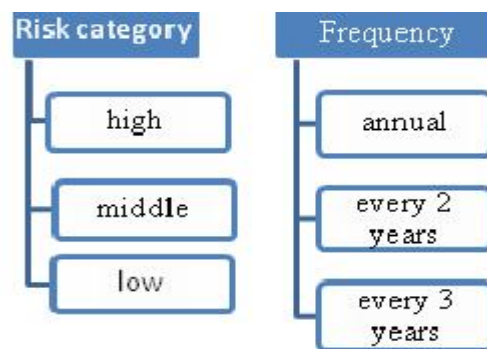 Risk category
high
middle
low
Frequency
annual
every 2
years
every 3
years